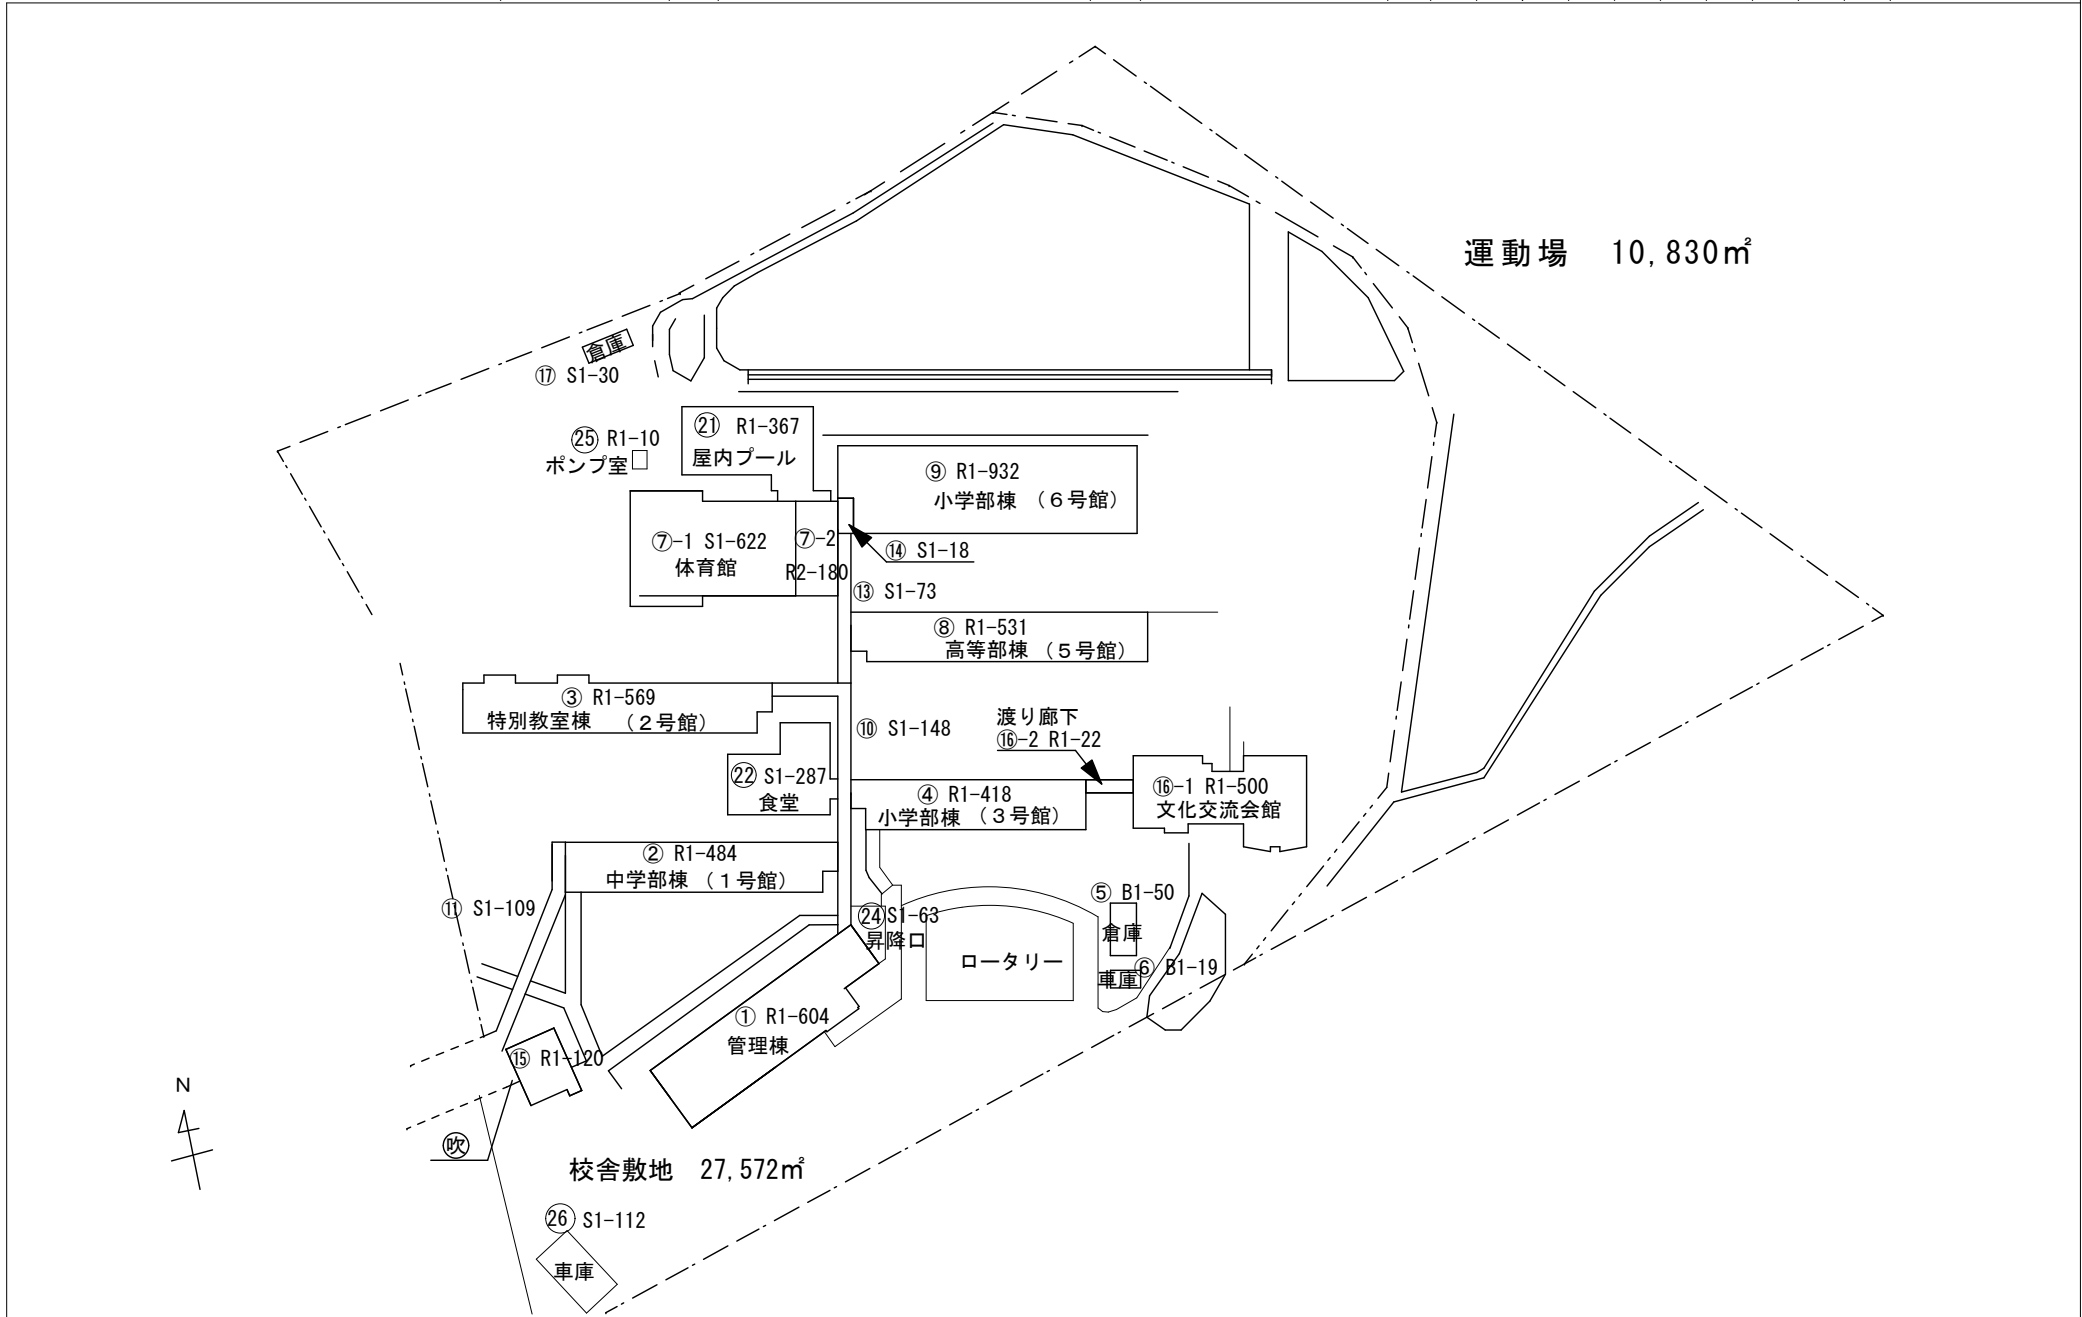 運動場　10,830㎡
倉庫
⑰ S1-30
㉑ R1-367
屋内プール
㉕ R1-10
ポンプ室
⑨ R1-932
小学部棟 （６号館）
⑦-1 S1-622
体育館
⑦-2
R2-180
⑭ S1-18
⑬ S1-73
⑧ R1-531
高等部棟 （５号館）
③ R1-569
特別教室棟 （２号館）
⑩ S1-148
渡り廊下
⑯-2 R1-22
㉒ S1-287
食堂
④ R1-418
小学部棟 （３号館）
⑯-1 R1-500
文化交流会館
② R1-484
中学部棟 （１号館）
⑪ S1-109
㉔ S1-63
昇降口
ロータリー
⑤ B1-50
倉庫
車庫
⑥ B1-19
① R1-604
管理棟
⑮ R1-120
N
吹
校舎敷地　27,572㎡
㉖ S1-112
車庫